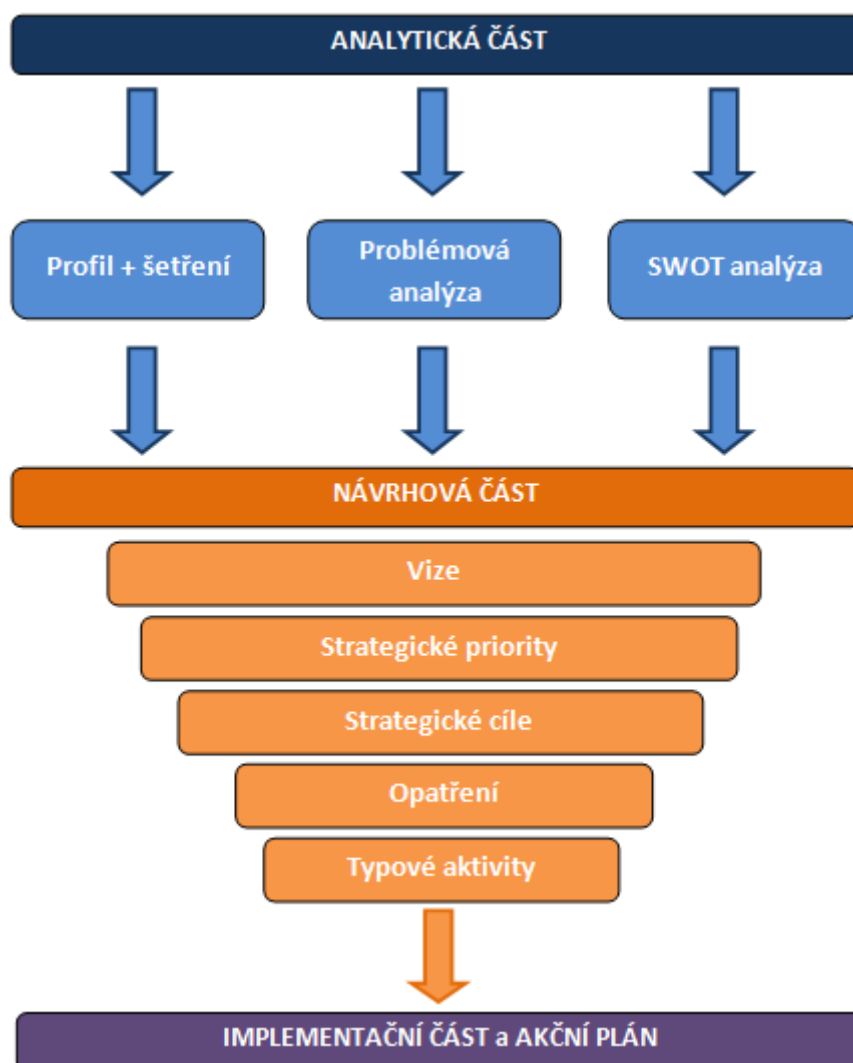 ANALYTICKÁ ČÁST
Profil + šetření
Problémová
analýza
SWOT analýza
NÁVRHOVÁ ČÁST
Vize
Strategické priority
Strategické cíle
Opatření
Typové aktivity
IMPLEMENTAČNÍ ČÁST a AKČNÍ PLÁN